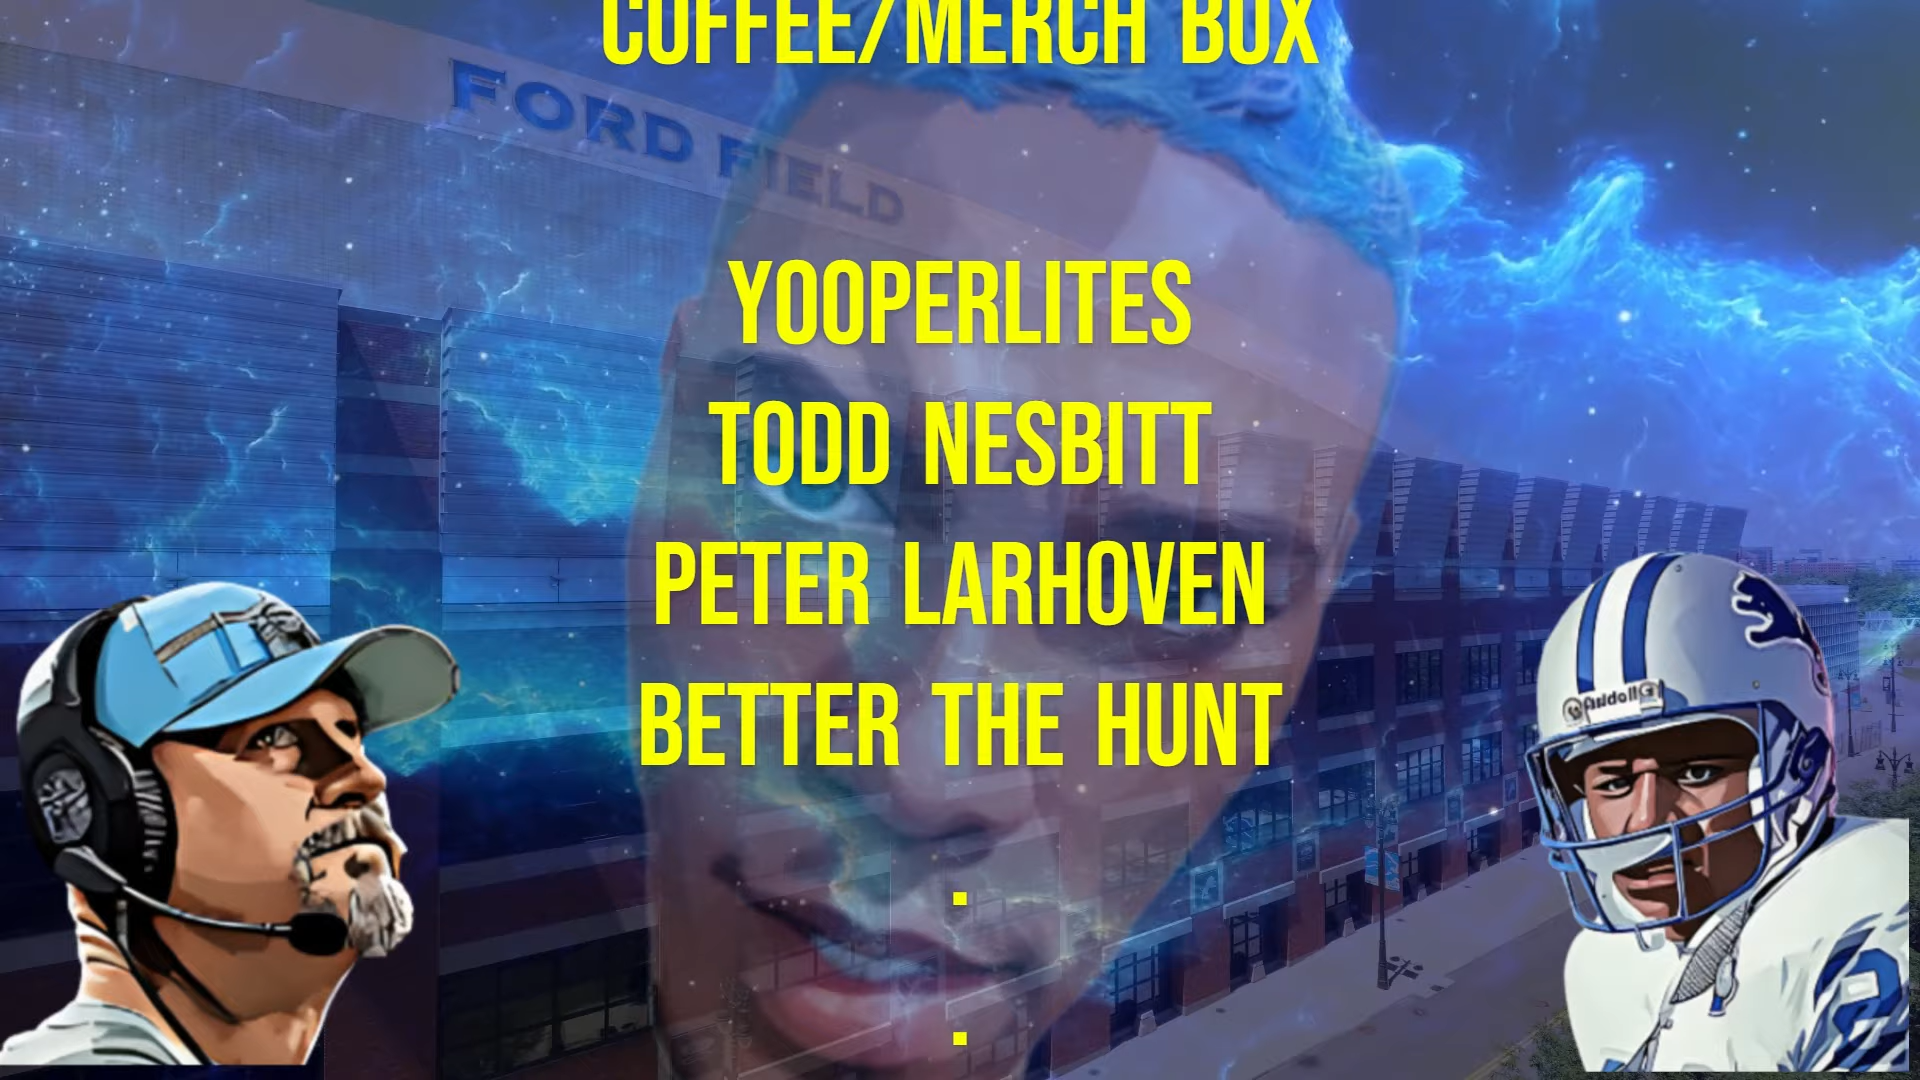 COFFEE/MERCH BOX
FORD FIELD
YOOPERLITES
TODD NESBITT
PETER LARHOVEN
BETTER THE HUNT
.
.